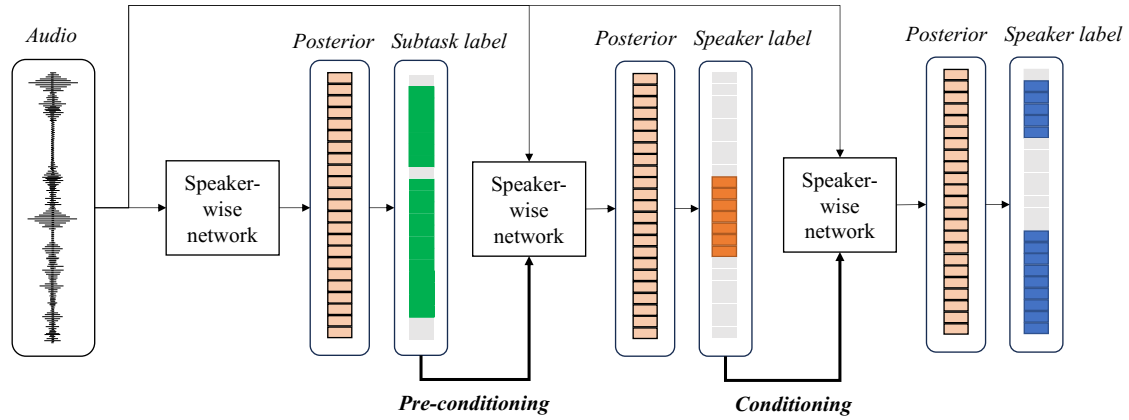 Audio
Posterior
Subtask label
Posterior
Speaker label
Posterior
Speaker label
Speaker-
wise
network
Speaker-
wise
network
Speaker-
wise
network
Pre-conditioning
Conditioning